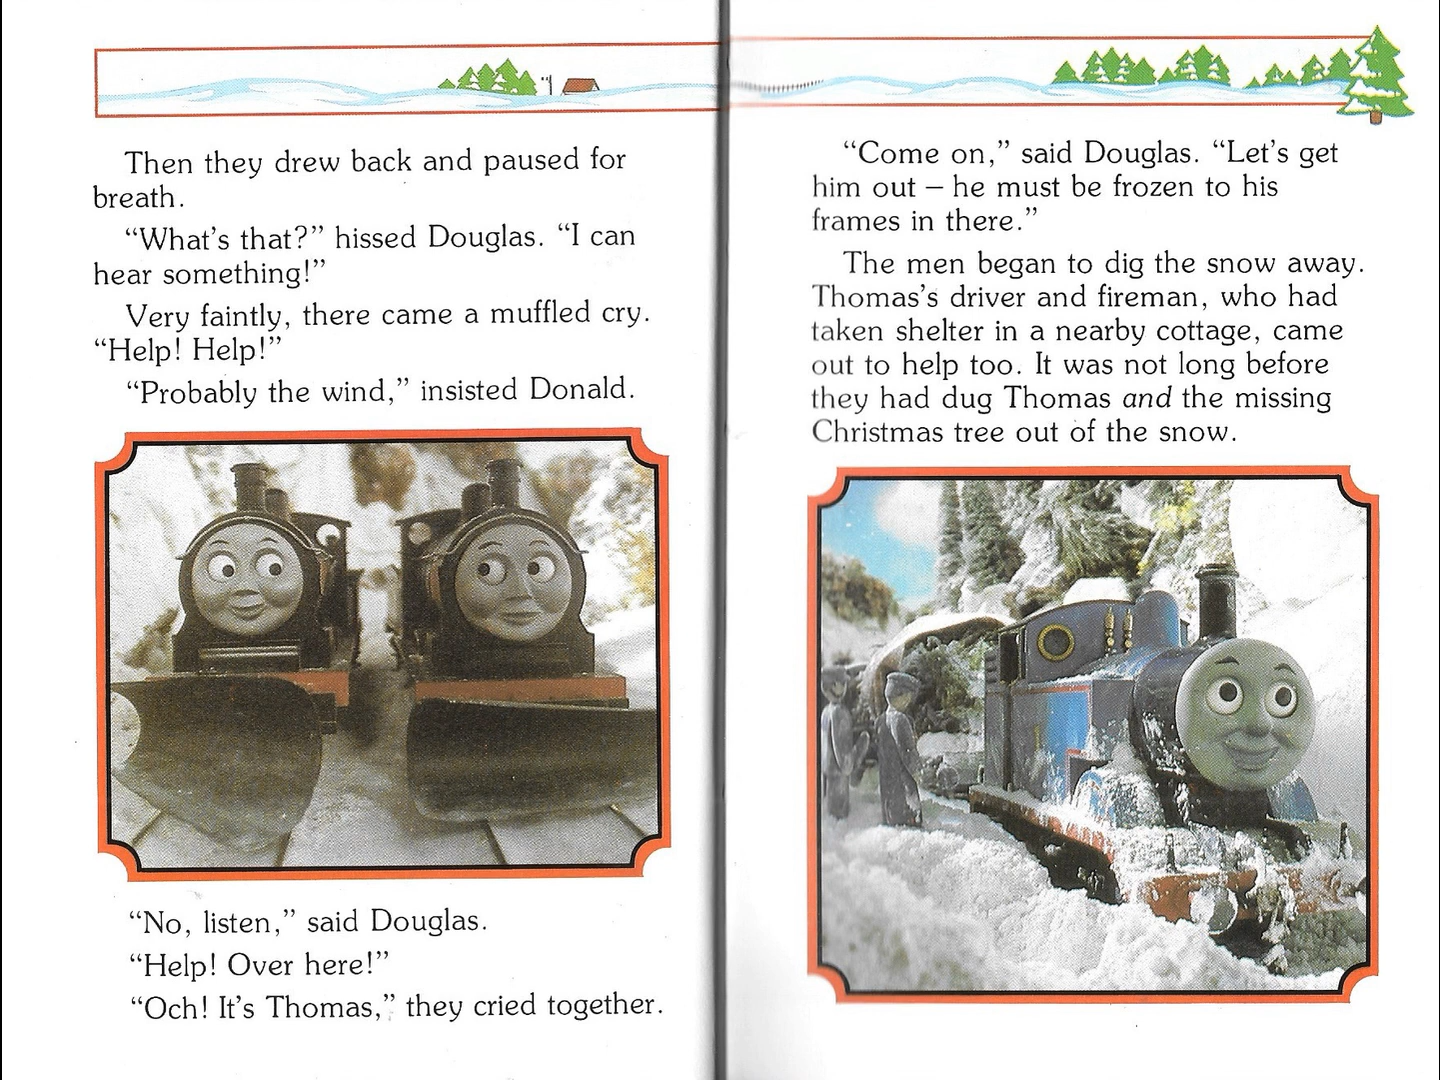 Then they drew back and paused for
breath.
“What's that?” hissed Douglas. “I can
hear something!”
Very faintly, there came a muffled cry.
“Help! Help!”
“Probably the wind,” insisted Donald.
“No, listen,” said Douglas.
“Help! Over here!”
“Och! It's Thomas,” they cried together.
“Come on,” said Douglas. “Let's get
him out – he must be frozen to his
frames in there.”
The men began to dig the snow away.
Thomas's driver and fireman, who had
taken shelter in a nearby cottage, came
out to help too. It was not long before
they had dug Thomas and the missing
Christmas tree out of the snow.